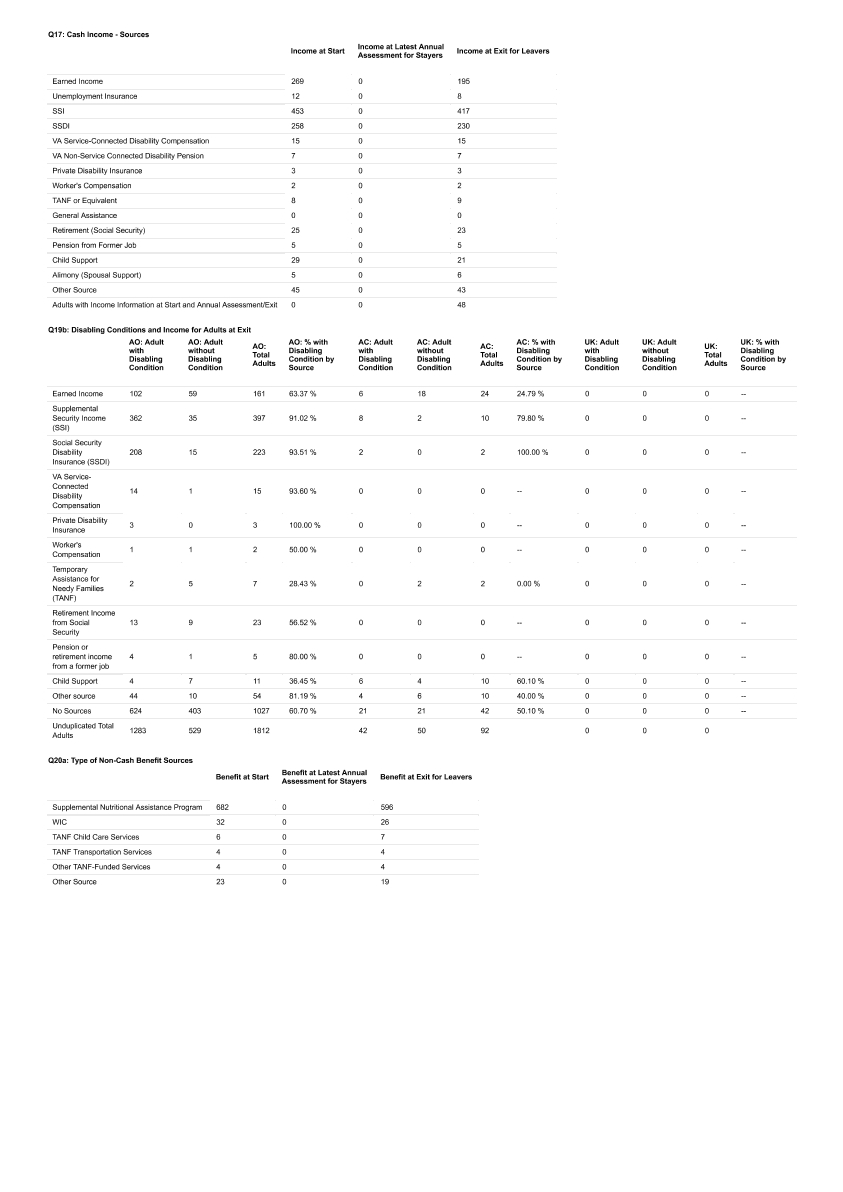 Q17: Cash Income - Sources
Income at Start Income at Latest Annual Assessment for Stayers Income at Exit for Leavers
Earned Income 269 0 195
Unemployment Insurance 12 0 8
SSI 453 0 417
SSDI 258 0 230
VA Service-Connected Disability Compensation 15 0 15
VA Non-Service Connected Disability Pension 7 0 7
Private Disability Insurance 3 0 3
Worker's Compensation 2 0 2
TANF or Equivalent 8 0 9
General Assistance 0 0 0
Retirement (Social Security) 25 0 23
Pension from Former Job 5 0 5
Child Support 29 0 21
Alimony (Spousal Support) 5 0 6
Other Source 45 0 43
Adults with Income Information at Start and Annual Assessment/Exit 0 0 48
Q19b: Disabling Conditions and Income for Adults at Exit
AO: Adult with Disabling Condition AO: Adult without Disabling Condition AO: Total Adults AO: % with Disabling Condition by Source AC: Adult with Disabling Condition AC: Adult without Disabling Condition AC: Total Adults AC: % with Disabling Condition by Source UK: Adult with Disabling Condition UK: Adult without Disabling Condition UK: Total Adults UK: % with Disabling Condition by Source
Earned Income 102 59 161 63.37 % 6 18 24 24.79 % 0 0 0 --
Supplemental Security Income (SSI) 362 35 397 91.02 % 8 2 10 79.80 % 0 0 0 --
Social Security Disability Insurance (SSDI) 208 15 223 93.51 % 2 0 2 100.00 % 0 0 0 --
VA Service-Connected Disability Compensation 14 1 15 93.60 % 0 0 0 -- 0 0 0 --
Private Disability Insurance 3 0 3 100.00 % 0 0 0 -- 0 0 0 --
Worker's Compensation 1 1 2 50.00 % 0 0 0 -- 0 0 0 --
Temporary Assistance for Needy Families (TANF) 2 5 7 28.43 % 0 2 2 0.00 % 0 0 0 --
Retirement Income from Social Security 13 9 23 56.52 % 0 0 0 -- 0 0 0 --
Pension or retirement income from a former job 4 1 5 80.00 % 0 0 0 -- 0 0 0 --
Child Support 4 7 11 36.45 % 6 4 10 60.10 % 0 0 0 --
Other source 44 10 54 81.19 % 4 6 10 40.00 % 0 0 0 --
No Sources 624 403 1027 60.70 % 21 21 42 50.10 % 0 0 0 --
Unduplicated Total Adults 1283 529 1812 42 50 92 0 0 0
Q20a: Type of Non-Cash Benefit Sources
Benefit at Start Benefit at Latest Annual Assessment for Stayers Benefit at Exit for Leavers
Supplemental Nutritional Assistance Program 682 0 596
WIC 32 0 26
TANF Child Care Services 6 0 7
TANF Transportation Services 4 0 4
Other TANF-Funded Services 4 0 4
Other Source 23 0 19